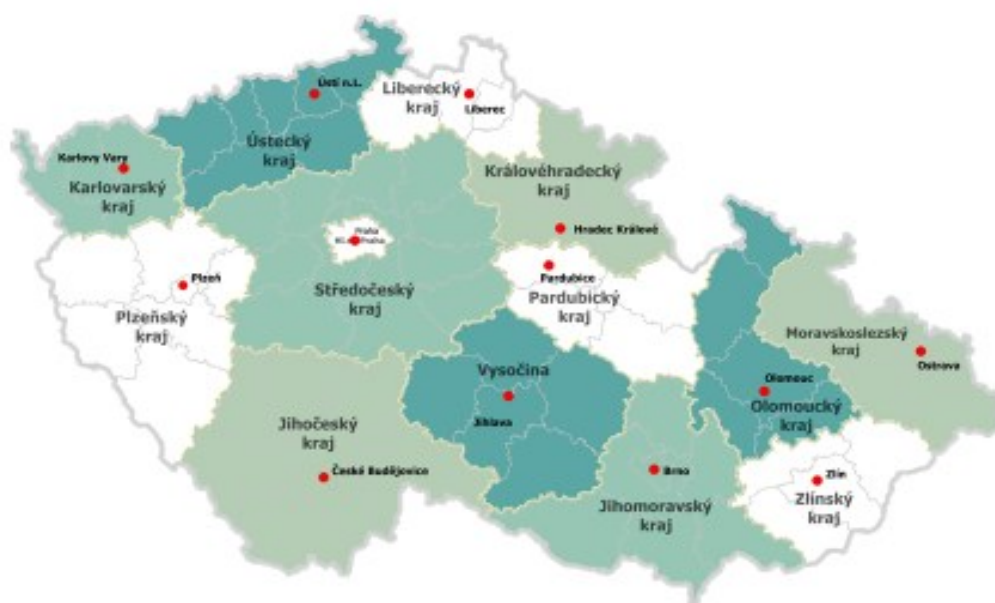 Ústí n.L.
Liberecký
kraj
Liberec
Ústecký
kraj
Karlovy Vary
Karlovarský
kraj
Královéhradecký
kraj
Hradec Králové
Praha
Praha
Plzeň
Plzeňský
kraj
Středočeský
kraj
Pardubice
Pardubický
kraj
Moravskoslezský
kraj
Ostrava
Vysočina
Jihlava
Olomouc
Olomoucký
kraj
Jihočeský
kraj
České Budějovice
Brno
Jihomoravský
kraj
Zlín
Zlínský
kraj